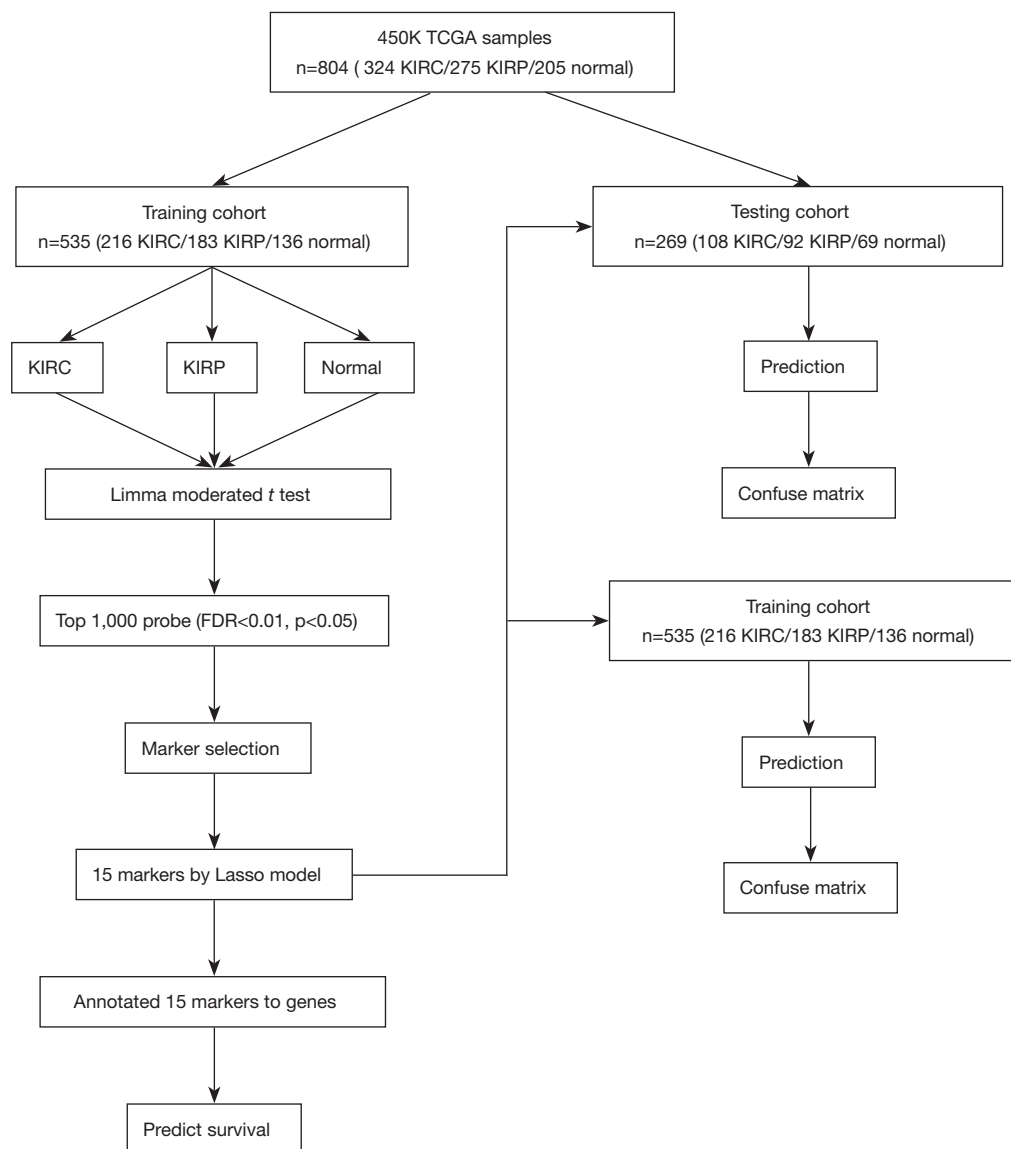 450K TCGA samples
n=804 ( 324 KIRC/275 KIRP/205 normal)
Training cohort
n=535 (216 KIRC/183 KIRP/136 normal)
Testing cohort
n=269 (108 KIRC/92 KIRP/69 normal)
KIRC
KIRP
Normal
Prediction
Limma moderated t test
Confuse matrix
Top 1,000 probe (FDR<0.01, p<0.05)
Training cohort
n=535 (216 KIRC/183 KIRP/136 normal)
Marker selection
Prediction
15 markers by Lasso model
Confuse matrix
Annotated 15 markers to genes
Predict survival